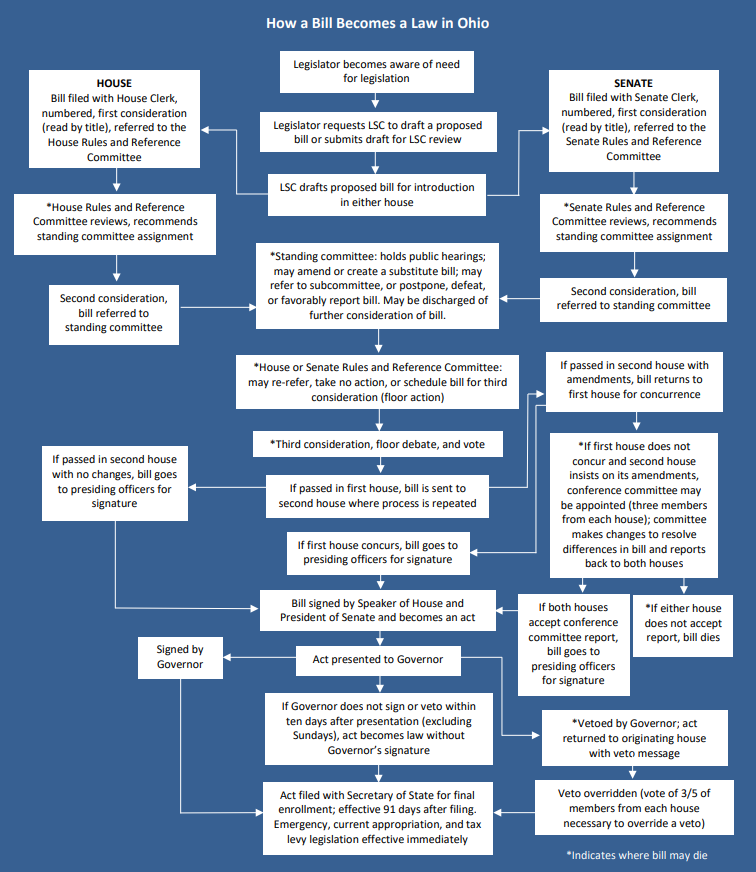 How a Bill Becomes a Law in Ohio
Legislator becomes aware of need
for legislation
HOUSE
Bill filed with House Clerk,
numbered, first consideration
(read by title), referred to the
House Rules and Reference
Committee
SENATE
Bill filed with Senate Clerk,
numbered, first consideration
(read by title), referred to the
Senate Rules and Reference
Committee
Legislator requests LSC to draft a proposed
bill or submits draft for LSC review
LSC drafts proposed bill for introduction
in either house
*House Rules and Reference
Committee reviews, recommends
standing committee assignment
*Senate Rules and Reference
Committee reviews, recommends
standing committee assignment
*Standing committee: holds public hearings;
may amend or create a substitute bill; may
refer to subcommittee, or postpone, defeat,
or favorably report bill. May be discharged of
further consideration of bill.
Second consideration,
bill referred to
standing committee
Second consideration, bill
referred to standing committee
*House or Senate Rules and Reference Committee:
may re-refer, take no action, or schedule bill for third
consideration (floor action)
If passed in second house with
amendments, bill returns to
first house for concurrence
*Third consideration, floor debate, and vote
If passed in second house
with no changes, bill goes
to presiding officers for
signature
If passed in first house, bill is sent to
second house where process is repeated
*If first house does not
concur and second house
insists on its amendments,
conference committee may
be appointed (three members
from each house); committee
makes changes to resolve
differences in bill and reports
back to both houses
If first house concurs, bill goes to
presiding officers for signature
Bill signed by Speaker of House and
President of Senate and becomes an act
If both houses
accept conference
committee report,
bill goes to
presiding officers
for signature
*If either house
does not accept
report, bill dies
Signed by
Governor
Act presented to Governor
If Governor does not sign or veto within
ten days after presentation (excluding
Sundays), act becomes law without
Governor's signature
*Vetoed by Governor; act
returned to originating house
with veto message
Act filed with Secretary of State for final
enrollment; effective 91 days after filing.
Emergency, current appropriation, and tax
levy legislation effective immediately
Veto overridden (vote of 3/5 of
members from each house
necessary to override a veto)
*Indicates where bill may die